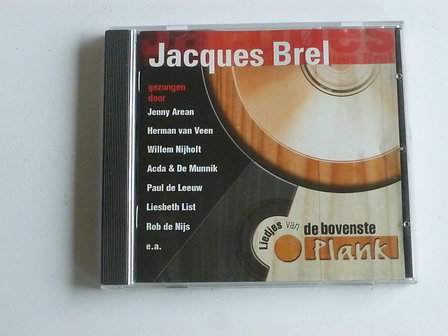 Jacques Brel
gezongen
door
Jenny Arean
Herman van Veen
Willem Nijholt
Acda & De Munnik
Paul de Leeuw
Liesbeth List
Rob de Nijs
e.a.
Liedjes van de bovenste
Plank